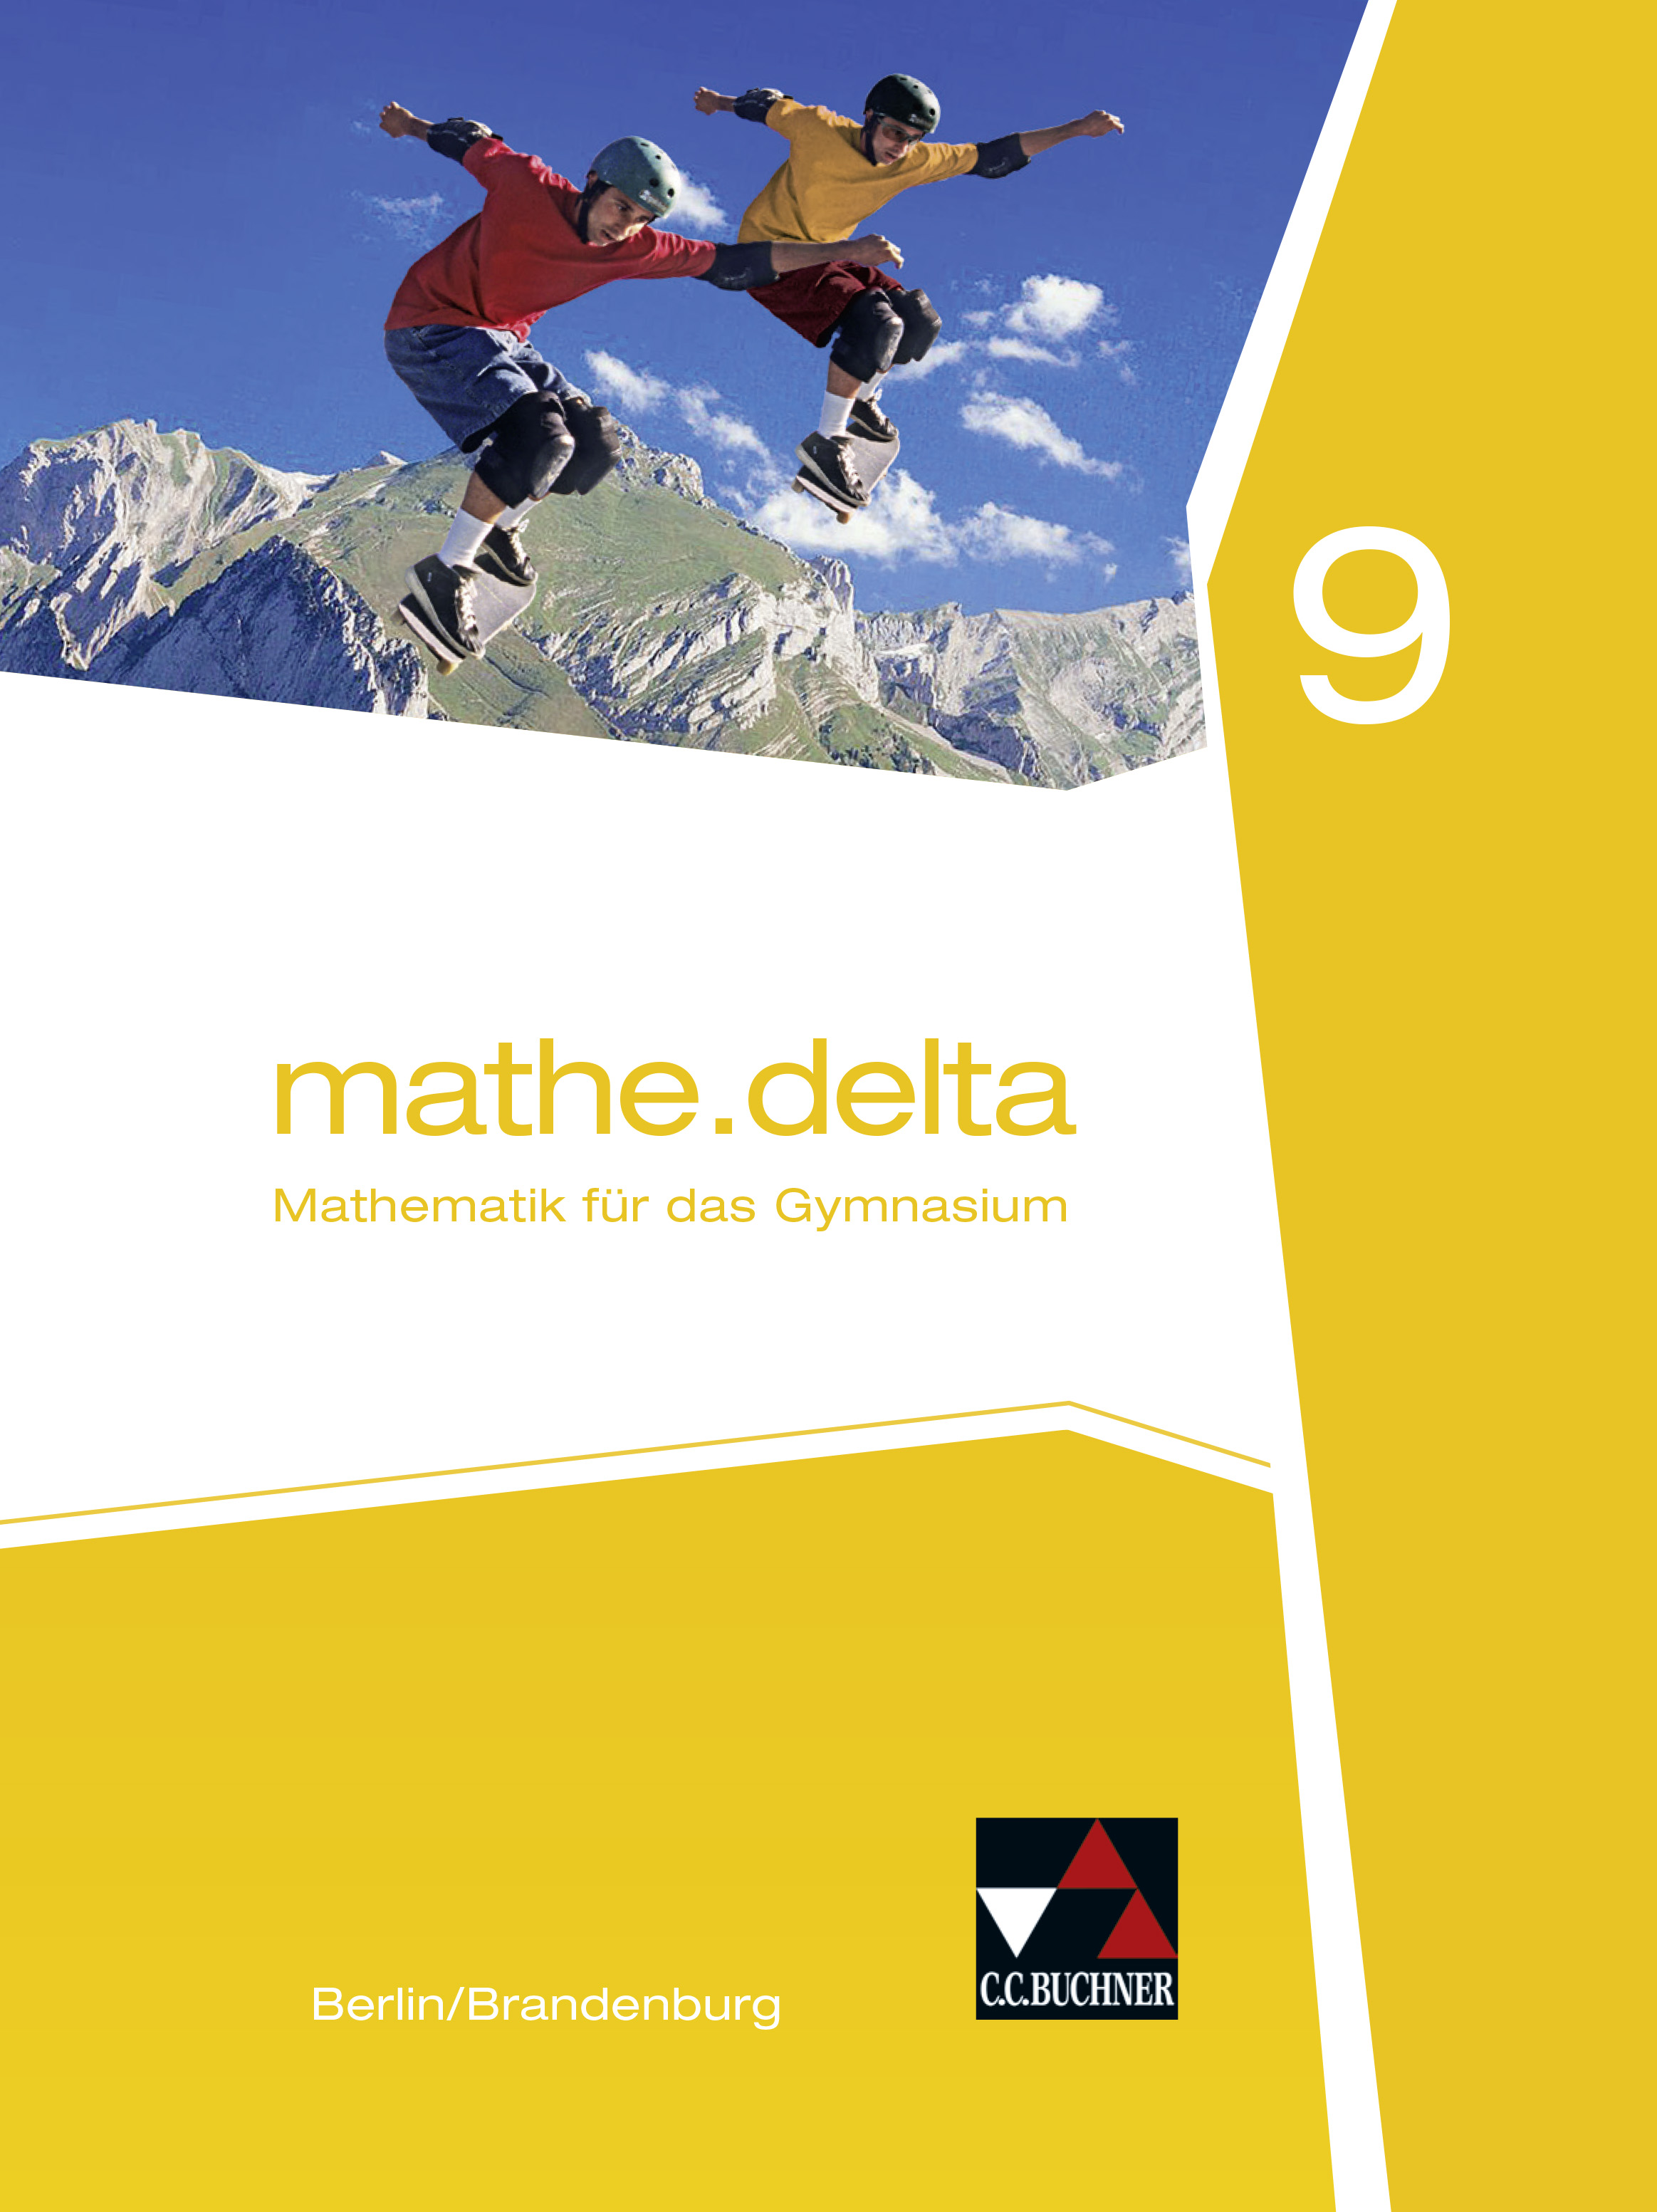 9
mathe.delta
Mathematik für das Gymnasium
Berlin/Brandenburg
C.C.BUCHNER